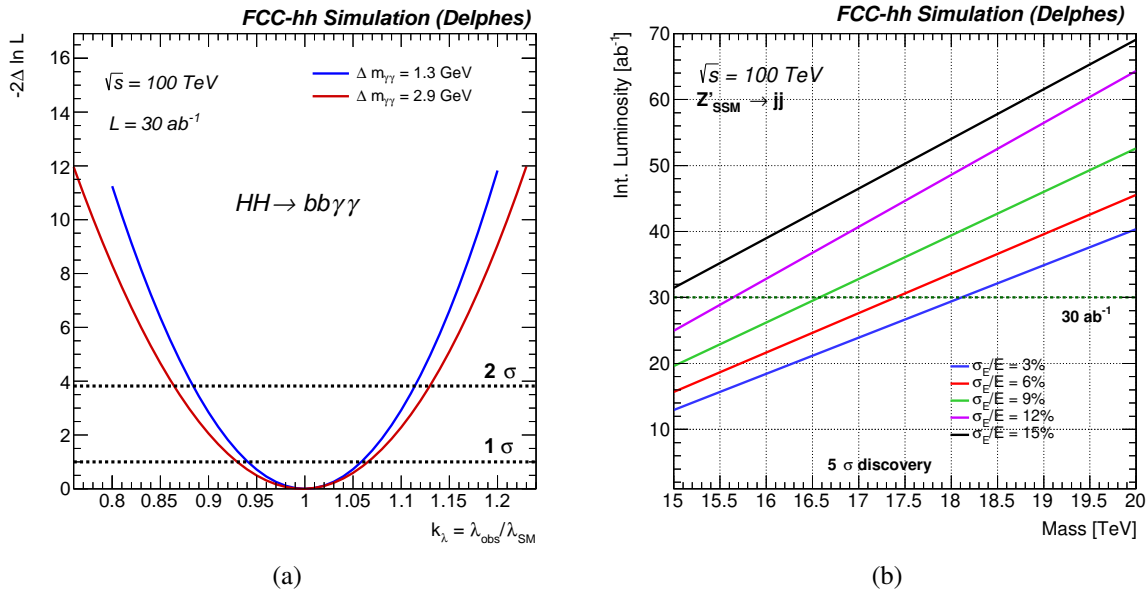 FCC-hh Simulation (Delphes)
-2Δ ln L
16
14
12
10
8
6
4
2
0
√s = 100 TeV
L = 30 ab⁻¹
Δ mγγ = 1.3 GeV
Δ mγγ = 2.9 GeV
HH→ bbγγ
2 σ
1 σ
0.8 0.85 0.9 0.95 1 1.05 1.1 1.15 1.2
k_λ = λ_obs/λ_SM
(a)
FCC-hh Simulation (Delphes)
Int. Luminosity [ab⁻¹]
70
60
50
40
30
20
10
√s = 100 TeV
Z'_SSM → jj
30 ab⁻¹
σ_E/E = 3%
σ_E/E = 6%
σ_E/E = 9%
σ_E/E = 12%
σ_E/E = 15%
5 σ discovery
15 15.5 16 16.5 17 17.5 18 18.5 19 19.5 20
Mass [TeV]
(b)